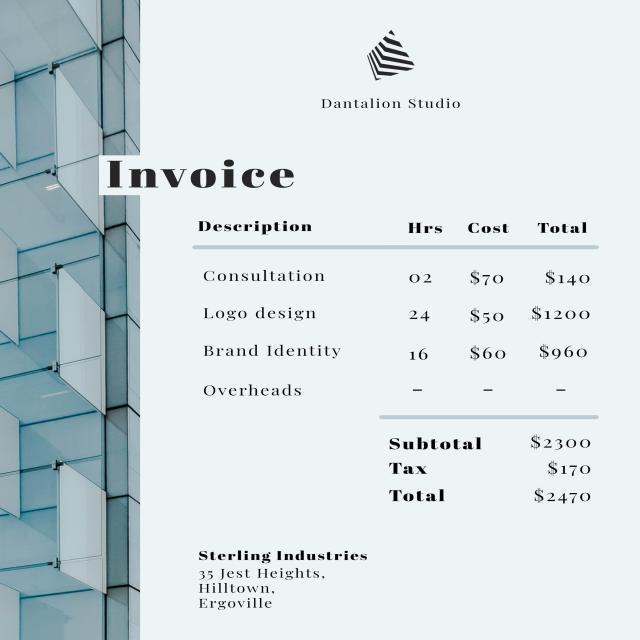 Dantalion Studio
Invoice
Description Hrs Cost Total
Consultation 02 $70 $140
Logo design 24 $50 $1200
Brand Identity 16 $60 $960
Overheads – – –
Subtotal $2300
Tax $170
Total $2470
Sterling Industries
35 Jest Heights,
Hilltown,
Ergoville